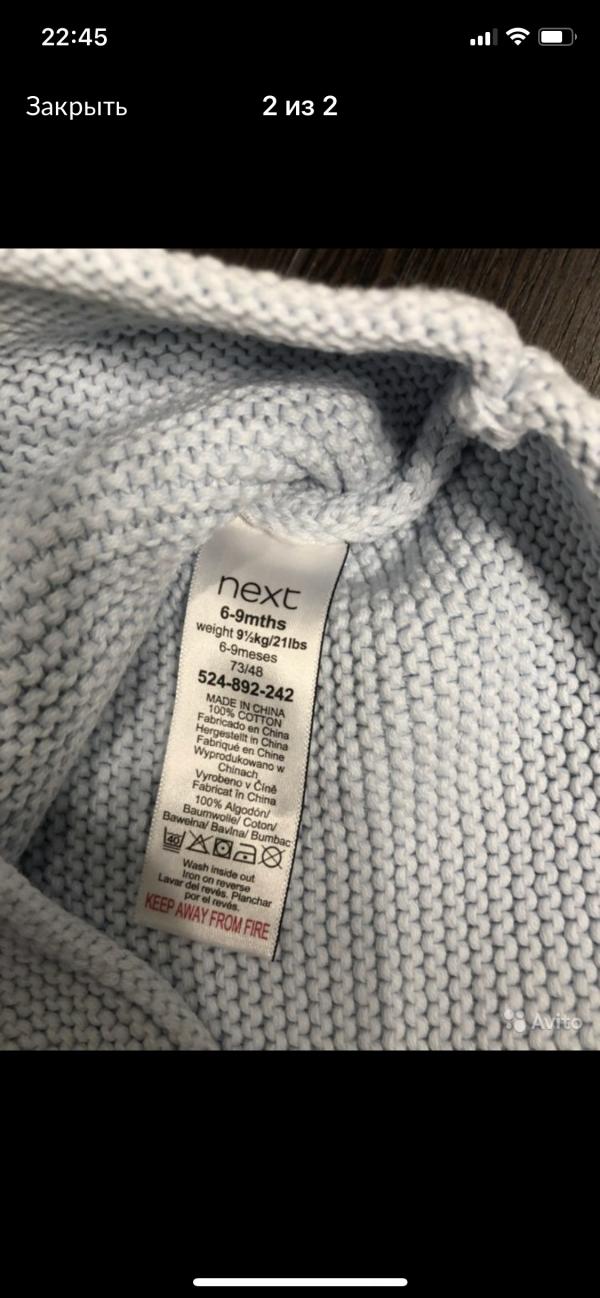 22:45
Закрыть
2 из 2
next
6-9mths
weight 9½kg/21lbs
6-9meses
73/48
524-892-242
MADE IN CHINA
100% COTTON
Fabricado en China
Hergestellt in China
Fabriqué en Chine
Wyprodukowano w
Chinach
Vyrobeno v Číně
Fabricat în China
100% Algodón/
Baumwolle/ Coton/
Bawełna/ Bavlna/ Bumbac
40
Wash inside out
Iron on reverse
Lavar del revés. Planchar
por el revés.
KEEP AWAY FROM FIRE
Avito